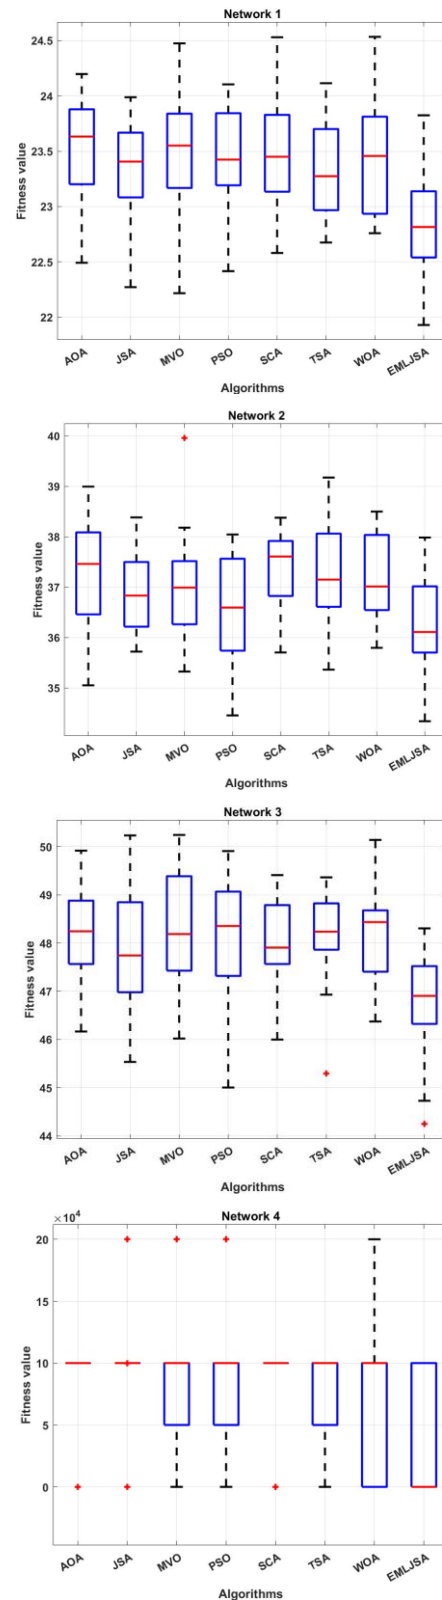 Network 1
24.5
24
23.5
23
22.5
22
Fitness value
AOA JSA MVO PSO SCA TSA WOA EMLJSA
Algorithms
Network 2
40
39
38
37
36
35
Fitness value
AOA JSA MVO PSO SCA TSA WOA EMLJSA
Algorithms
Network 3
50
49
48
47
46
45
44
Fitness value
AOA JSA MVO PSO SCA TSA WOA EMLJSA
Algorithms
Network 4
×10⁴
20
15
10
5
0
Fitness value
AOA JSA MVO PSO SCA TSA WOA EMLJSA
Algorithms